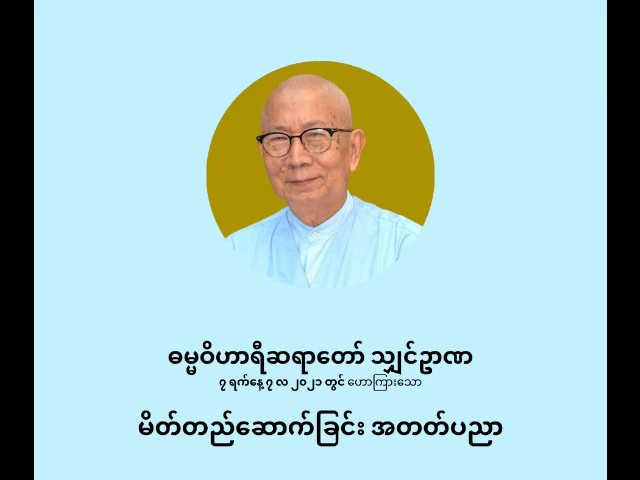 ဓမ္မဝိဟာရီဆရာတော် သျှင်ဥာဏ
၇ ရက်နေ့ ၇ လ ၂၀၂၁ တွင် ဟောကြားသော
မိတ်တည်ဆောက်ခြင်း အတတ်ပညာ